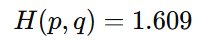 H(p, q) = 1.609